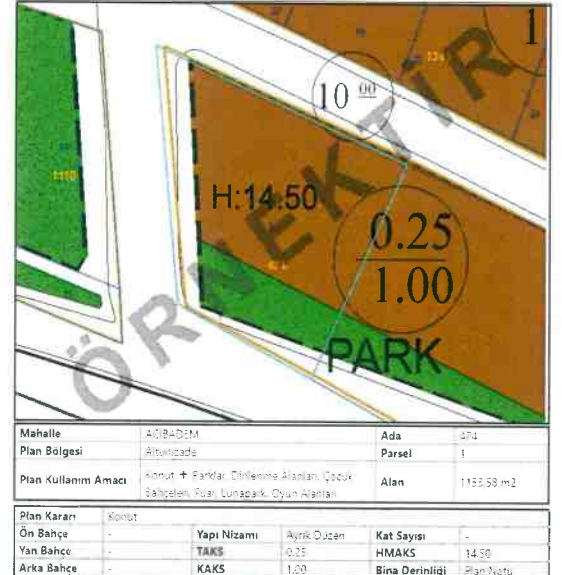 1
134
10 00
1110
H:14.50
0.25
1.00
PARK
ÖRNEKTİR
Mahalle ACIBADEM Ada 474
Plan Bölgesi Altunizade Parsel 1
Plan Kullanım Amacı Konut + Parklar, Dinlenme Alanları, Çocuk Bahçeleri, Fuar, Lunapark, Oyun Alanları Alan m2
Plan Kararı Konut
Ön Bahçe - Yapı Nizamı Ayrık Düzen Kat Sayısı -
Yan Bahçe - TAKS 0.25 HMAKS 14.50
Arka Bahçe - KAKS 1.00 Bina Derinliği Plan Notu